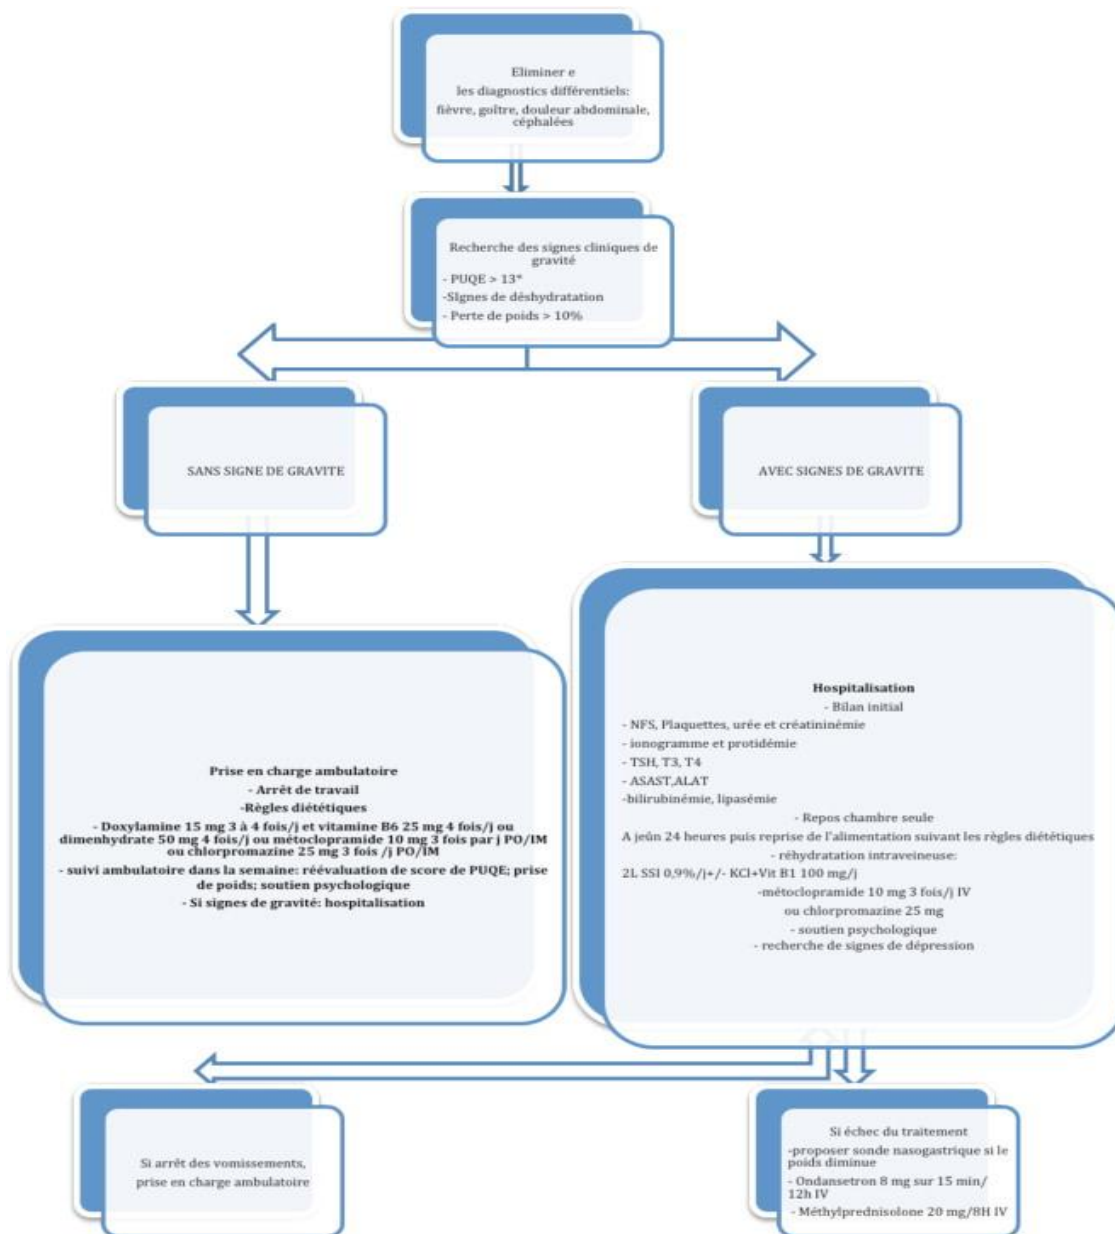 Eliminer e
les diagnostics différentiels:
fièvre, goître, douleur abdominale,
céphalées
Recherche des signes cliniques de
gravité
- PUQE > 13*
-SIgnes de déshydratation
- Perte de poids > 10%
SANS SIGNE DE GRAVITE
AVEC SIGNES DE GRAVITE
Prise en charge ambulatoire
- Arrêt de travail
-Règles diététiques
- Doxylamine 15 mg 3 à 4 fois/j et vitamine B6 25 mg 4 fois/j ou
dimenhydrate 50 mg 4 fois/j ou métoclopramide 10 mg 3 fois par j PO/IM
ou chlorpromazine 25 mg 3 fois /j PO/IM
- suivi ambulatoire dans la semaine: réévaluation de score de PUQE; prise
de poids; soutien psychologique
- Si signes de gravité: hospitalisation
Hospitalisation
- Bilan initial
- NFS, Plaquettes, urée et créatininémie
- ionogramme et protidémie
- TSH, T3, T4
- ASAST,ALAT
-bilirubinémie, lipasémie
- Repos chambre seule
A jeûn 24 heures puis reprise de l'alimentation suivant les règles diététiques
- réhydratation intraveineuse:
2L SSI 0,9%/j+/- KCl+Vit B1 100 mg/j
-métoclopramide 10 mg 3 fois/j IV
ou chlorpromazine 25 mg
- soutien psychologique
- recherche de signes de dépression
Si arrêt des vomissements,
prise en charge ambulatoire
Si échec du traitement
-proposer sonde nasogastrique si le
poids diminue
- Ondansetron 8 mg sur 15 min/
12h IV
- Méthylprednisolone 20 mg/8H IV